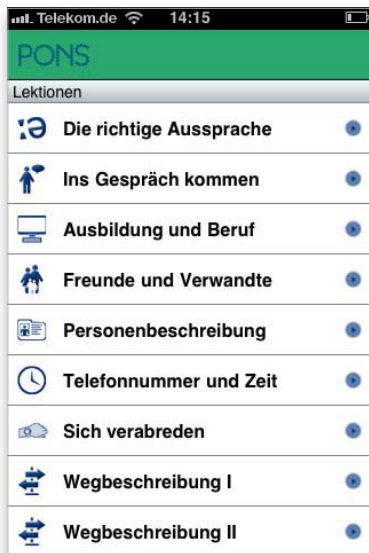 Telekom.de 14:15
PONS
Lektionen
:ə Die richtige Aussprache
Ins Gespräch kommen
Ausbildung und Beruf
Freunde und Verwandte
Personenbeschreibung
Telefonnummer und Zeit
Sich verabreden
Wegbeschreibung I
Wegbeschreibung II